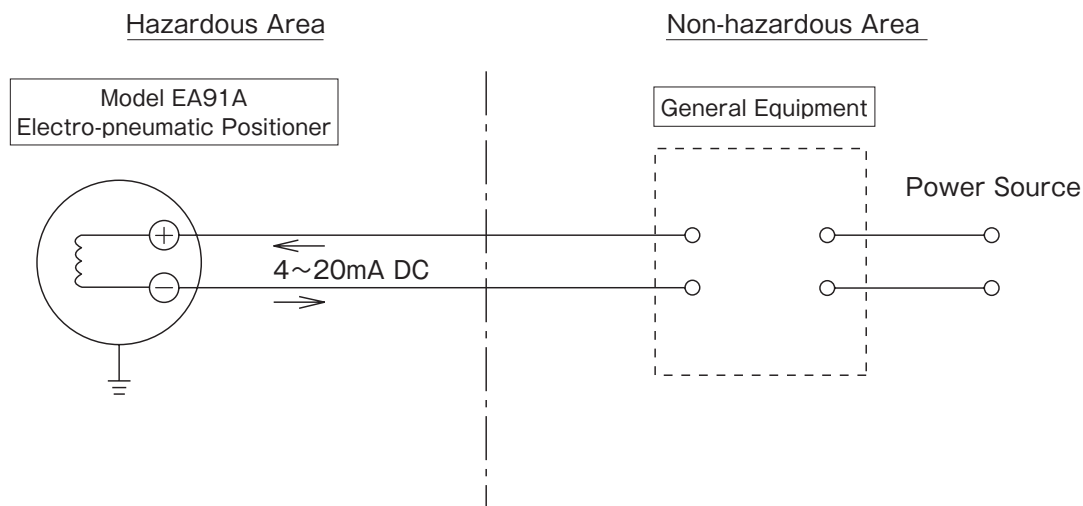 Hazardous Area
Non-hazardous Area
Model EA91A
Electro-pneumatic Positioner
General Equipment
Power Source
+
4～20mA DC
−